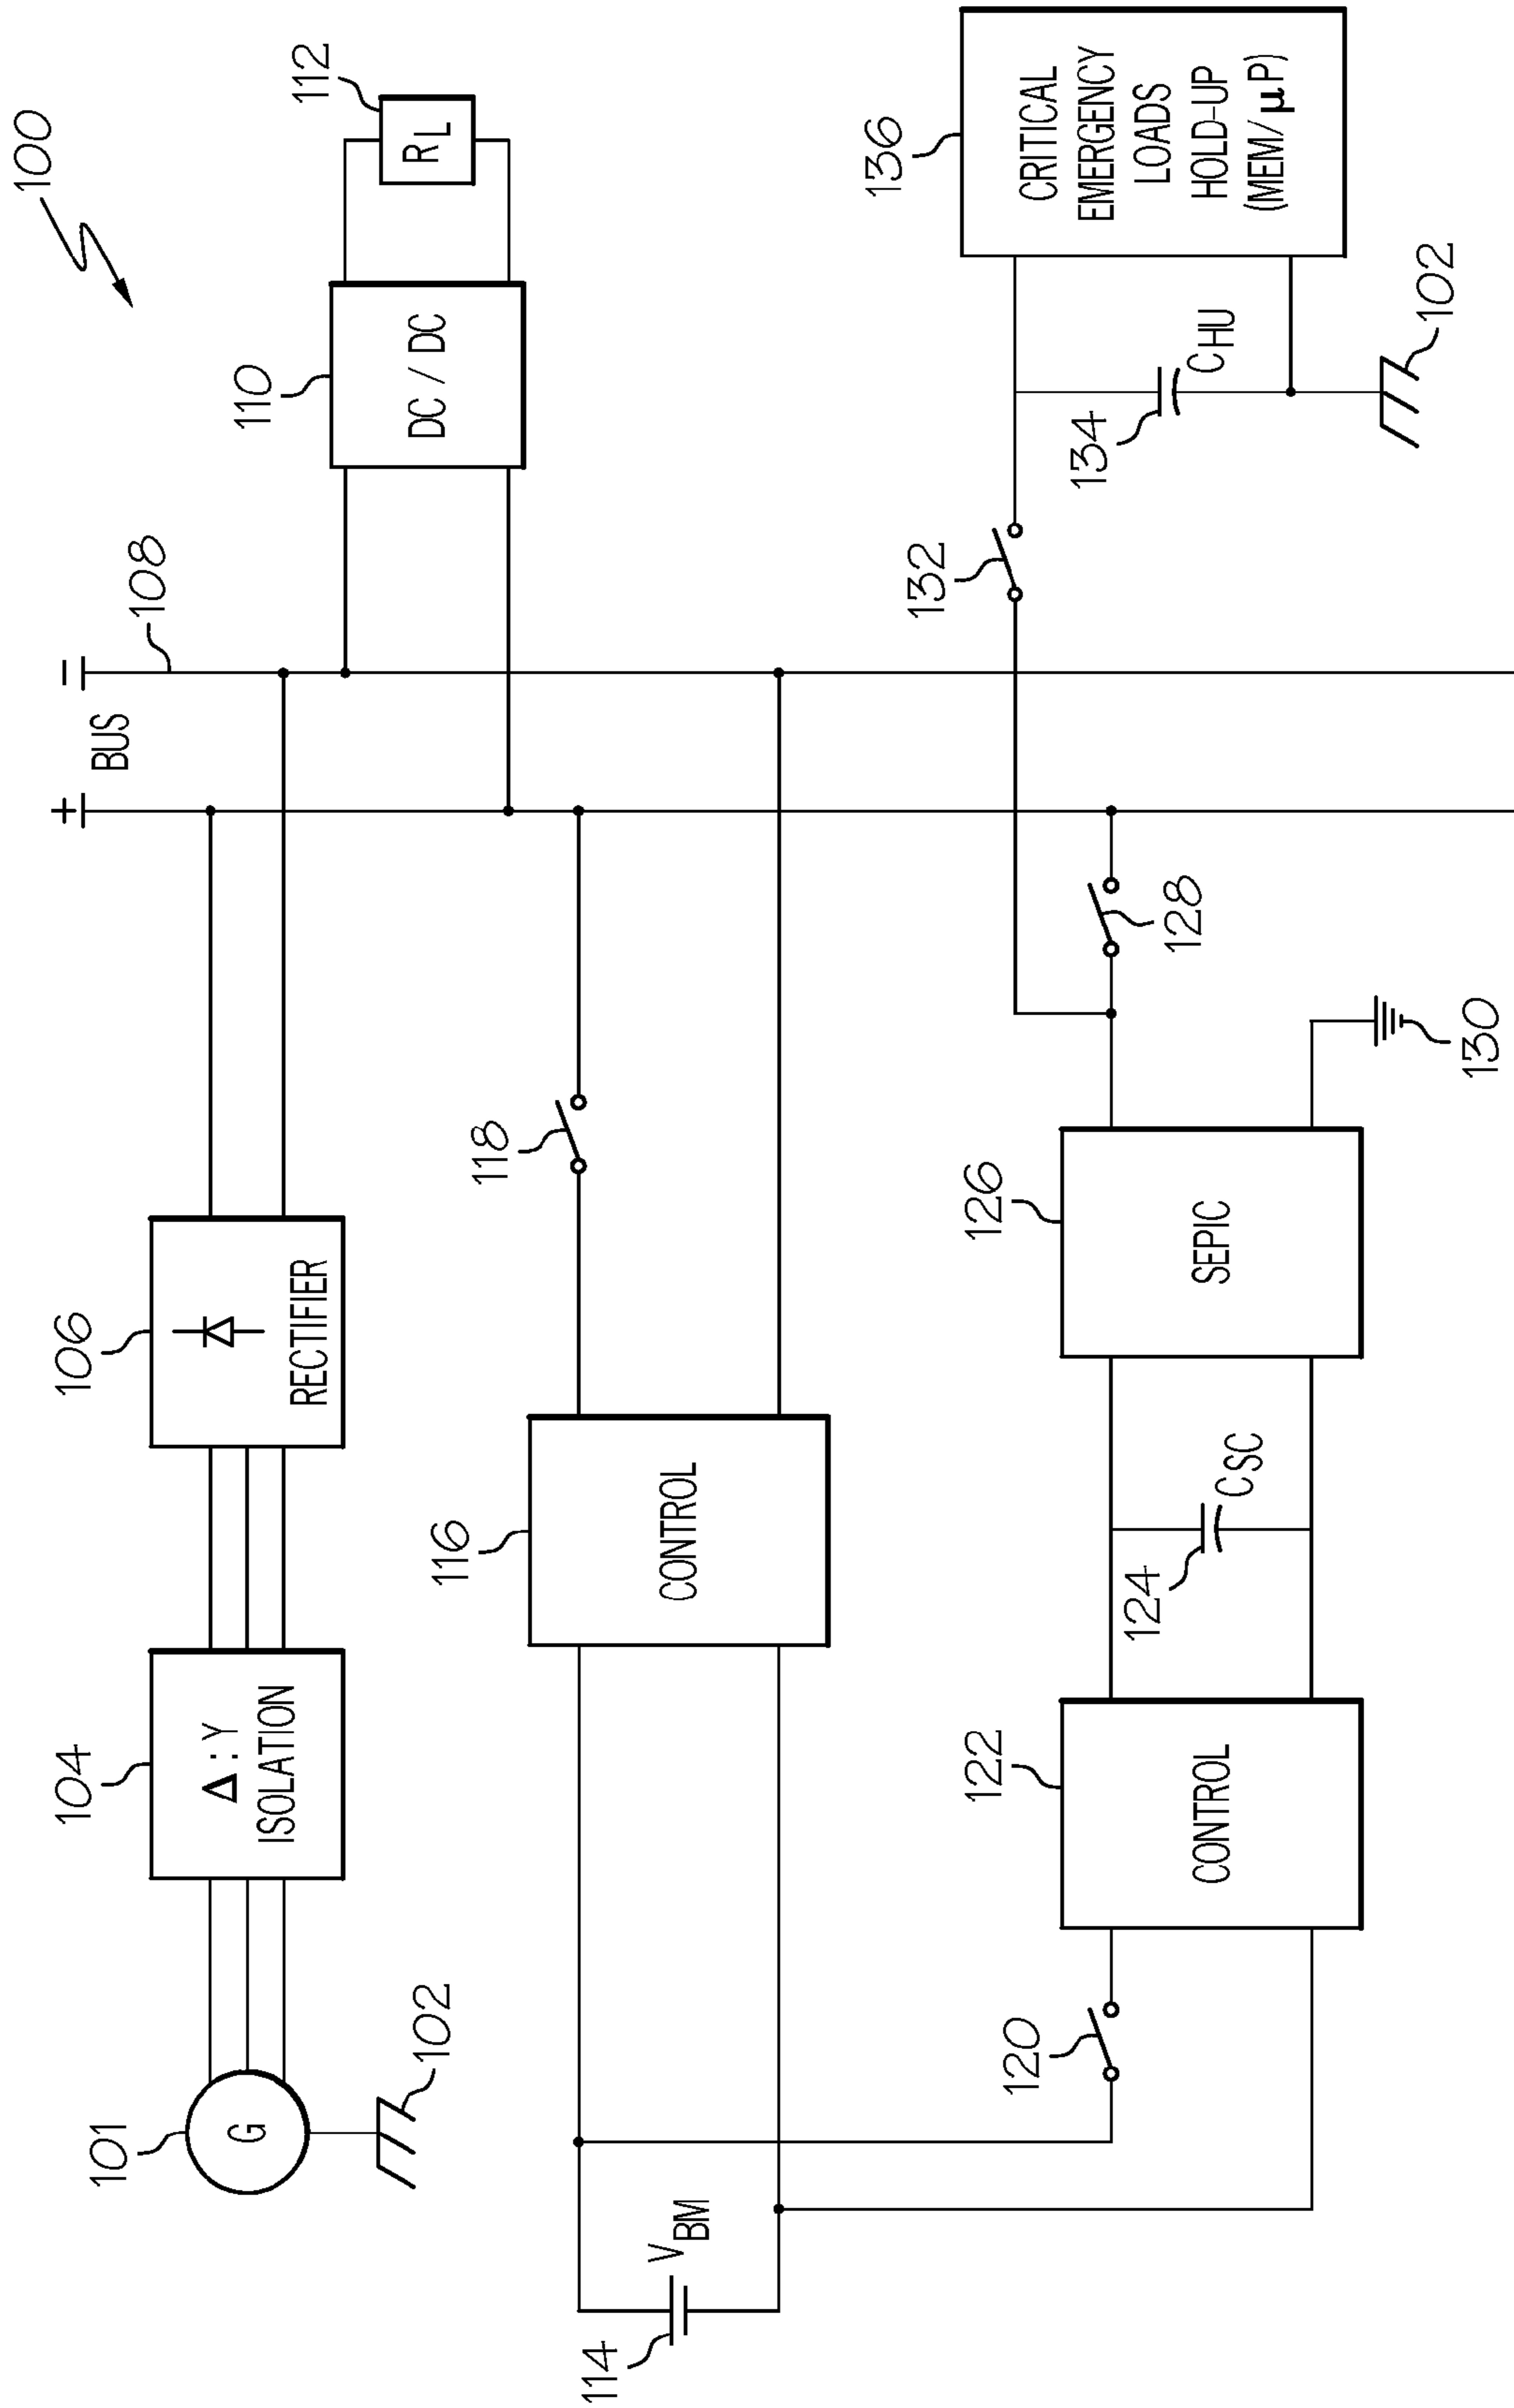 100
101
G
102
104
Δ:Y
ISOLATION
106
RECTIFIER
+
BUS
−
108
110
DC / DC
112
RL
114
VBM
116
CONTROL
118
120
122
CONTROL
124
CSC
126
SEPIC
128
130
132
134
CHU
102
136
CRITICAL
EMERGENCY
LOADS
HOLD-UP
(MEM/μP)